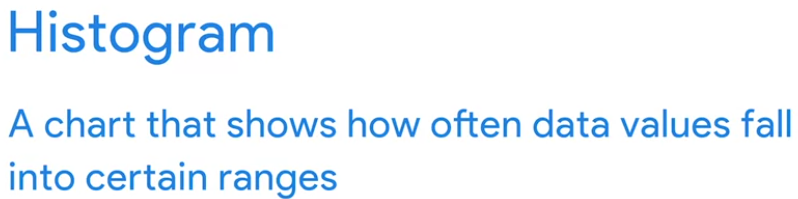 Histogram
A chart that shows how often data values fall
into certain ranges